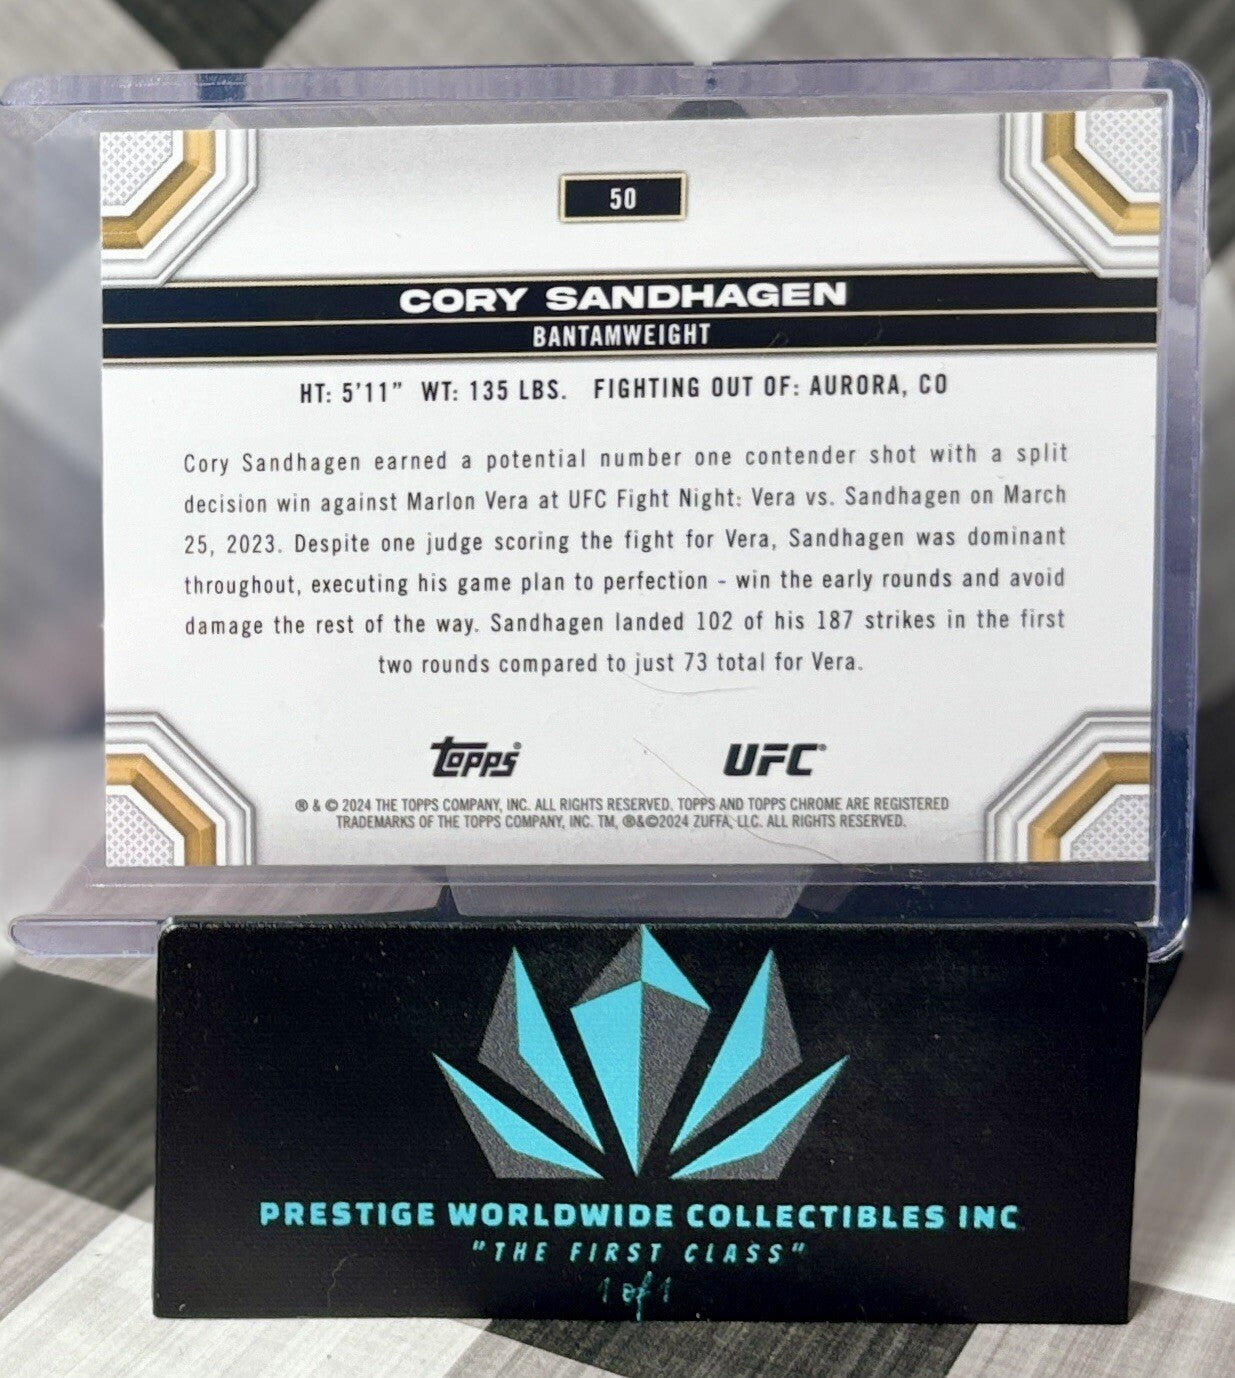 50
CORY SANDHAGEN
BANTAMWEIGHT
HT: 5'11" WT: 135 LBS. FIGHTING OUT OF: AURORA, CO
Cory Sandhagen earned a potential number one contender shot with a split
decision win against Marlon Vera at UFC Fight Night: Vera vs. Sandhagen on March
25, 2023. Despite one judge scoring the fight for Vera, Sandhagen was dominant
throughout, executing his game plan to perfection - win the early rounds and avoid
damage the rest of the way. Sandhagen landed 102 of his 187 strikes in the first
two rounds compared to just 73 total for Vera.
Topps® UFC®
® & © 2024 THE TOPPS COMPANY, INC. ALL RIGHTS RESERVED. TOPPS AND TOPPS CHROME ARE REGISTERED
TRADEMARKS OF THE TOPPS COMPANY, INC. TM, ®&©2024 ZUFFA, LLC. ALL RIGHTS RESERVED.
PRESTIGE WORLDWIDE COLLECTIBLES INC
"THE FIRST CLASS"
1 of 1